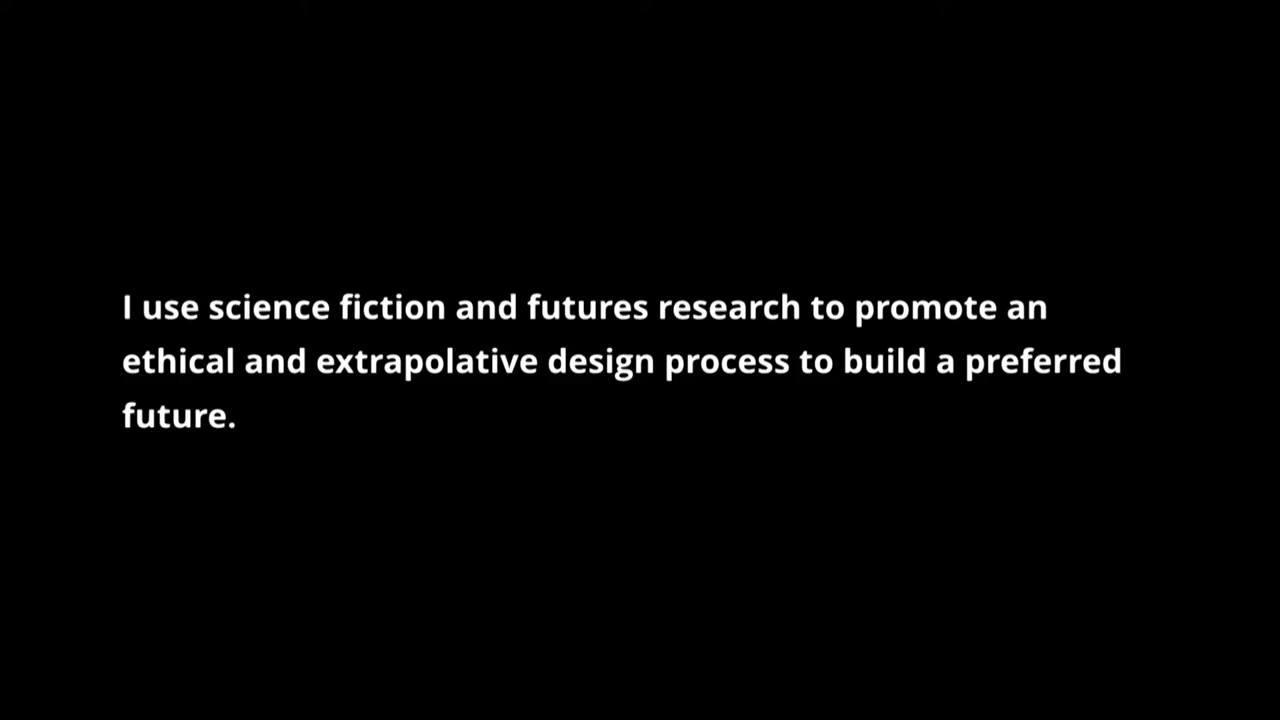 I use science fiction and futures research to promote an
ethical and extrapolative design process to build a preferred
future.